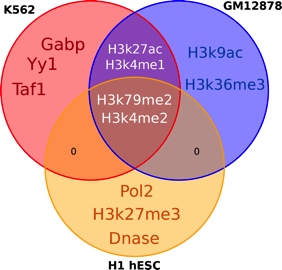 K562
GM12878
Gabp
Yy1
Taf1
H3k27ac
H3k4me1
H3k9ac
H3k36me3
H3k79me2
H3k4me2
0
0
Pol2
H3k27me3
Dnase
H1 hESC